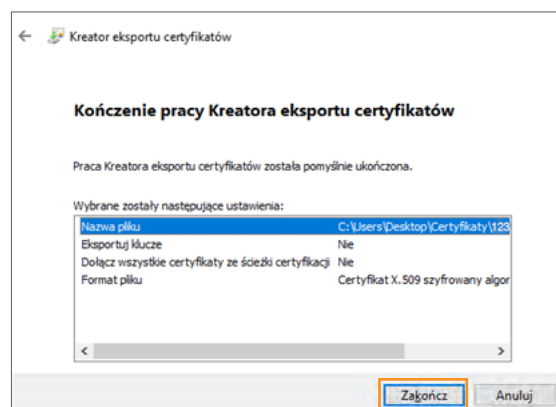 Kreator eksportu certyfikatów
Kończenie pracy Kreatora eksportu certyfikatów
Praca Kreatora eksportu certyfikatów została pomyślnie ukończona.
Wybrane zostały następujące ustawienia:
Nazwa pliku C:\Users\Desktop\Certyfikaty\123
Eksportuj klucze Nie
Dołącz wszystkie certyfikaty ze ścieżki certyfikacji Nie
Format pliku Certyfikat X.509 szyfrowany algor
Zakończ Anuluj